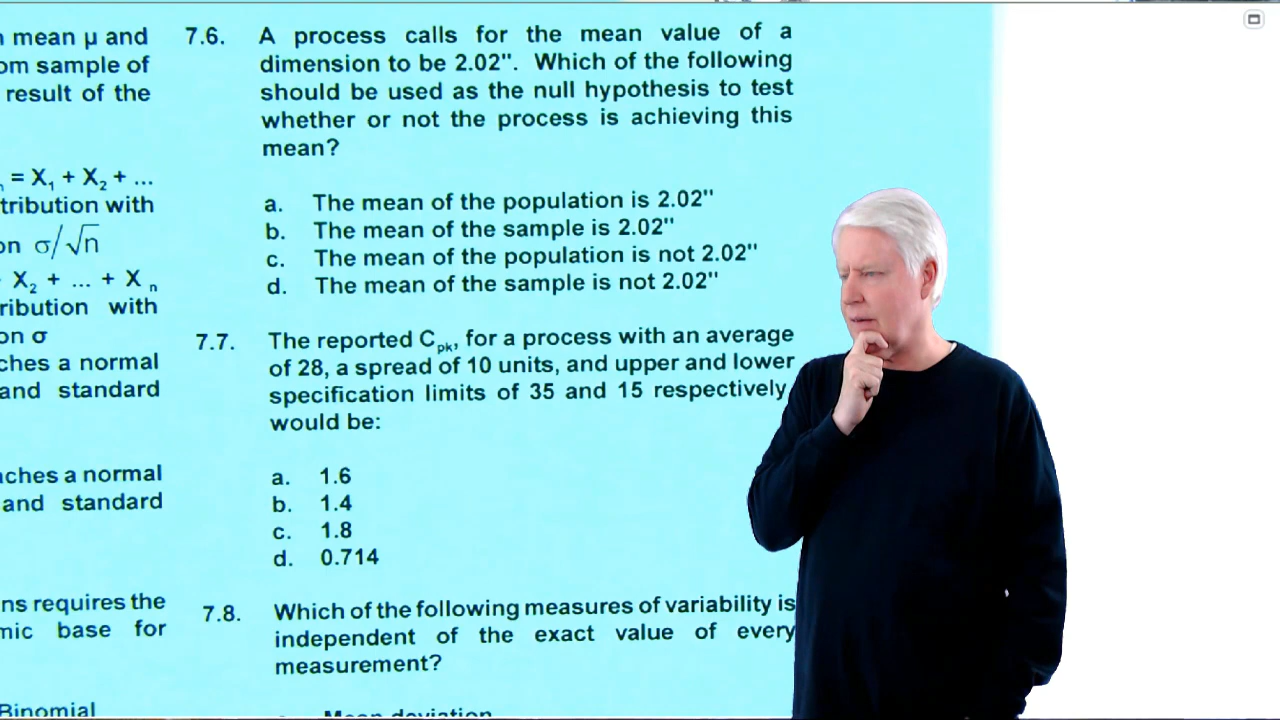 mean μ and
om sample of
result of the
= X₁ + X₂ + ...
tribution with
on σ/√n
X₂ + ... + X n
ribution with
on σ
ches a normal
and standard
aches a normal
and standard
ns requires the
mic base for
Binomial
7.6. A process calls for the mean value of a
dimension to be 2.02". Which of the following
should be used as the null hypothesis to test
whether or not the process is achieving this
mean?
a. The mean of the population is 2.02"
b. The mean of the sample is 2.02"
c. The mean of the population is not 2.02"
d. The mean of the sample is not 2.02"
7.7. The reported Cpk, for a process with an average
of 28, a spread of 10 units, and upper and lower
specification limits of 35 and 15 respectively
would be:
a. 1.6
b. 1.4
c. 1.8
d. 0.714
7.8. Which of the following measures of variability is
independent of the exact value of every
measurement?
Mean deviation